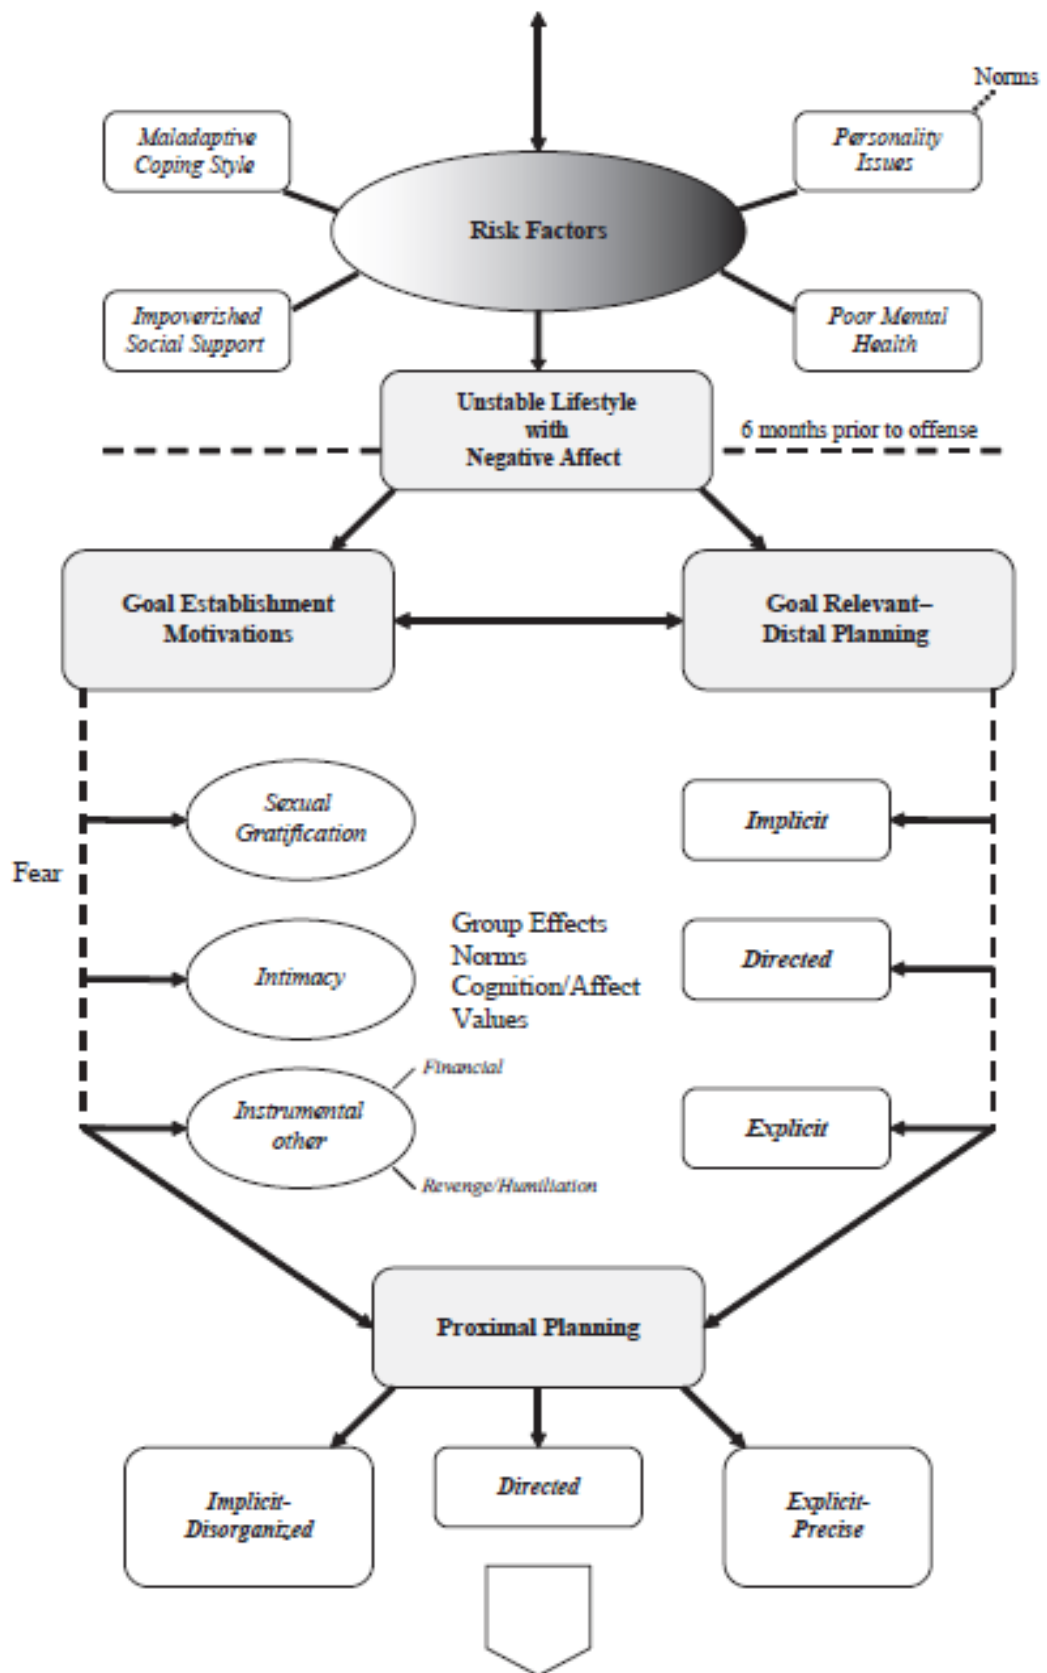 Norms
Maladaptive
Coping Style
Personality
Issues
Risk Factors
Impoverished
Social Support
Poor Mental
Health
Unstable Lifestyle
with
Negative Affect
6 months prior to offense
Goal Establishment
Motivations
Goal Relevant–
Distal Planning
Sexual
Gratification
Implicit
Fear
Group Effects
Norms
Cognition/Affect
Values
Intimacy
Directed
Financial
Instrumental
other
Explicit
Revenge/Humiliation
Proximal Planning
Implicit-
Disorganized
Directed
Explicit-
Precise